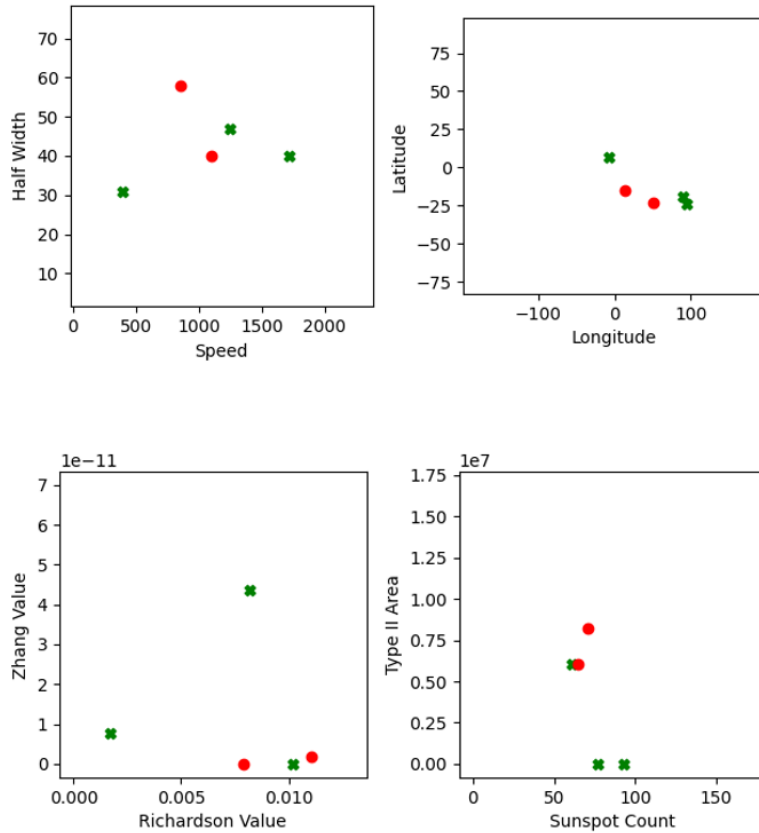 70
60
50
40
30
20
10
Half Width
0 500 1000 1500 2000
Speed
75
50
25
0
−25
−50
−75
Latitude
−100 0 100
Longitude
1e−11
7
6
5
4
3
2
1
0
Zhang Value
0.000 0.005 0.010
Richardson Value
1e7
1.75
1.50
1.25
1.00
0.75
0.50
0.25
0.00
Type II Area
0 50 100 150
Sunspot Count